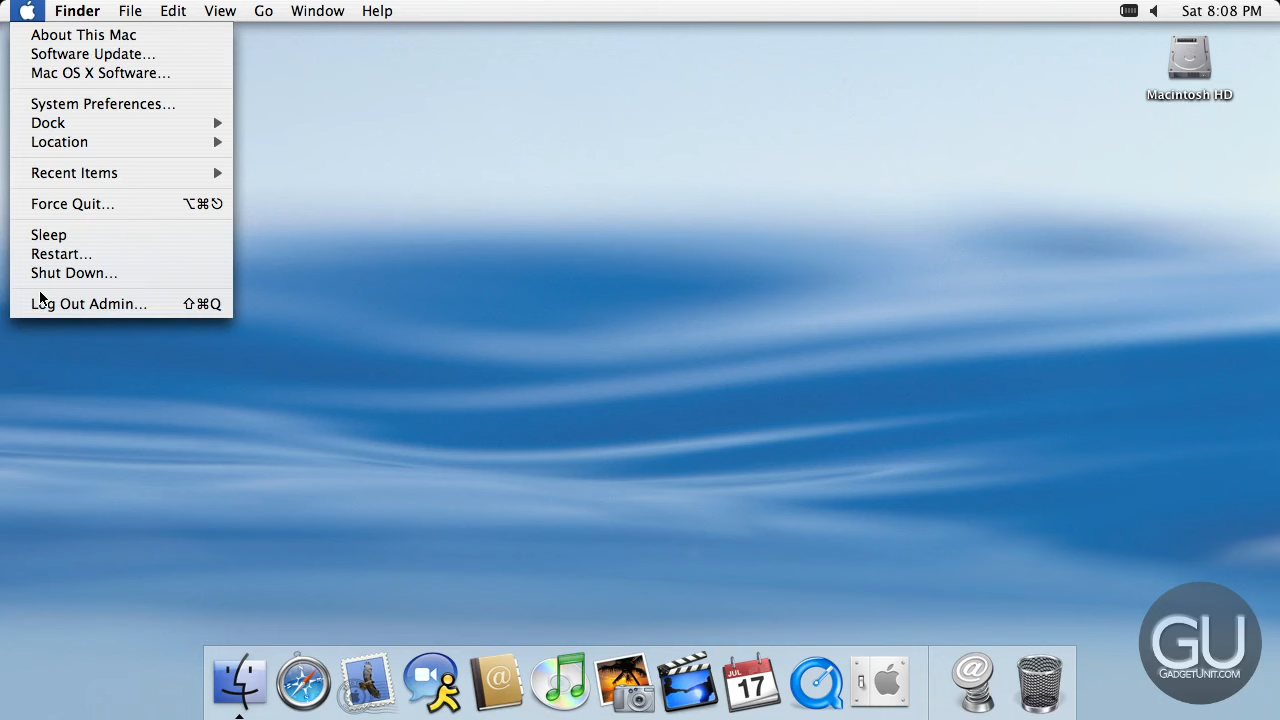 Finder File Edit View Go Window Help Sat 8:08 PM
About This Mac
Software Update...
Mac OS X Software...
System Preferences...
Dock
Location
Recent Items
Force Quit... ⌥⌘⎋
Sleep
Restart...
Shut Down...
Log Out Admin... ⇧⌘Q
Macintosh HD
@
JUL
17
@
GU
GADGETUNIT.COM